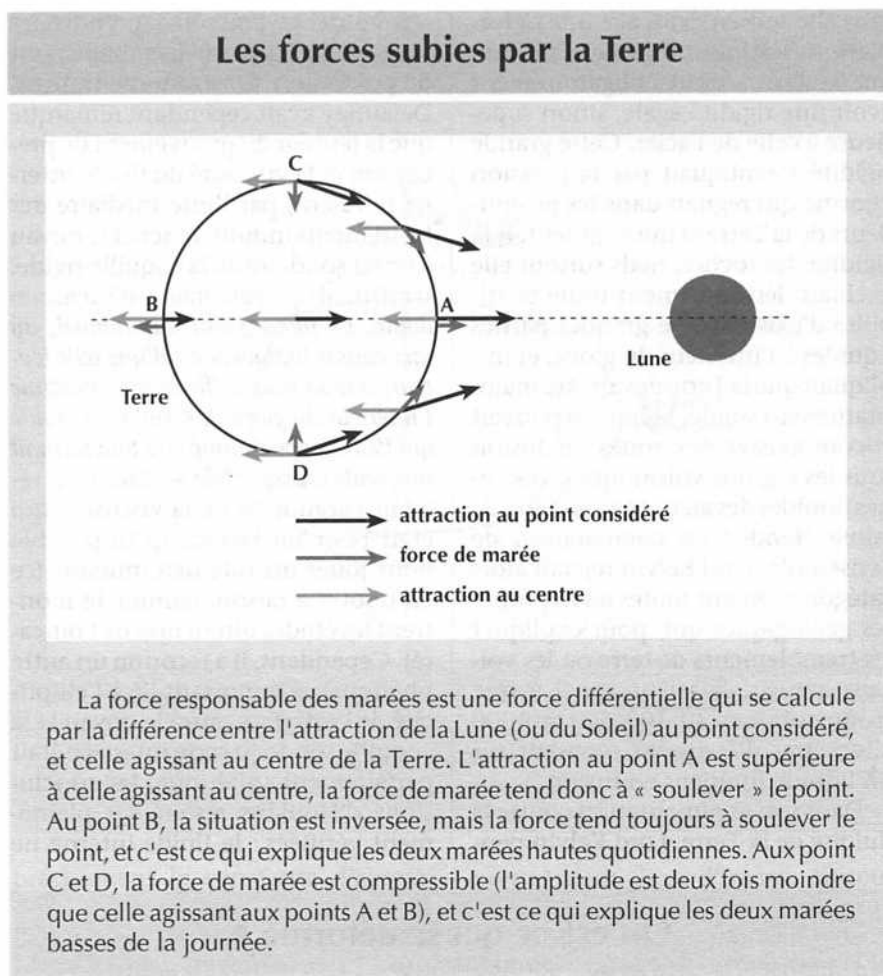 Les forces subies par la Terre
C
B
A
Lune
Terre
D
attraction au point considéré
force de marée
attraction au centre
La force responsable des marées est une force différentielle qui se calcule
par la différence entre l'attraction de la Lune (ou du Soleil) au point considéré,
et celle agissant au centre de la Terre. L'attraction au point A est supérieure
à celle agissant au centre, la force de marée tend donc à « soulever » le point.
Au point B, la situation est inversée, mais la force tend toujours à soulever le
point, et c'est ce qui explique les deux marées hautes quotidiennes. Aux point
C et D, la force de marée est compressible (l'amplitude est deux fois moindre
que celle agissant aux points A et B), et c'est ce qui explique les deux marées
basses de la journée.